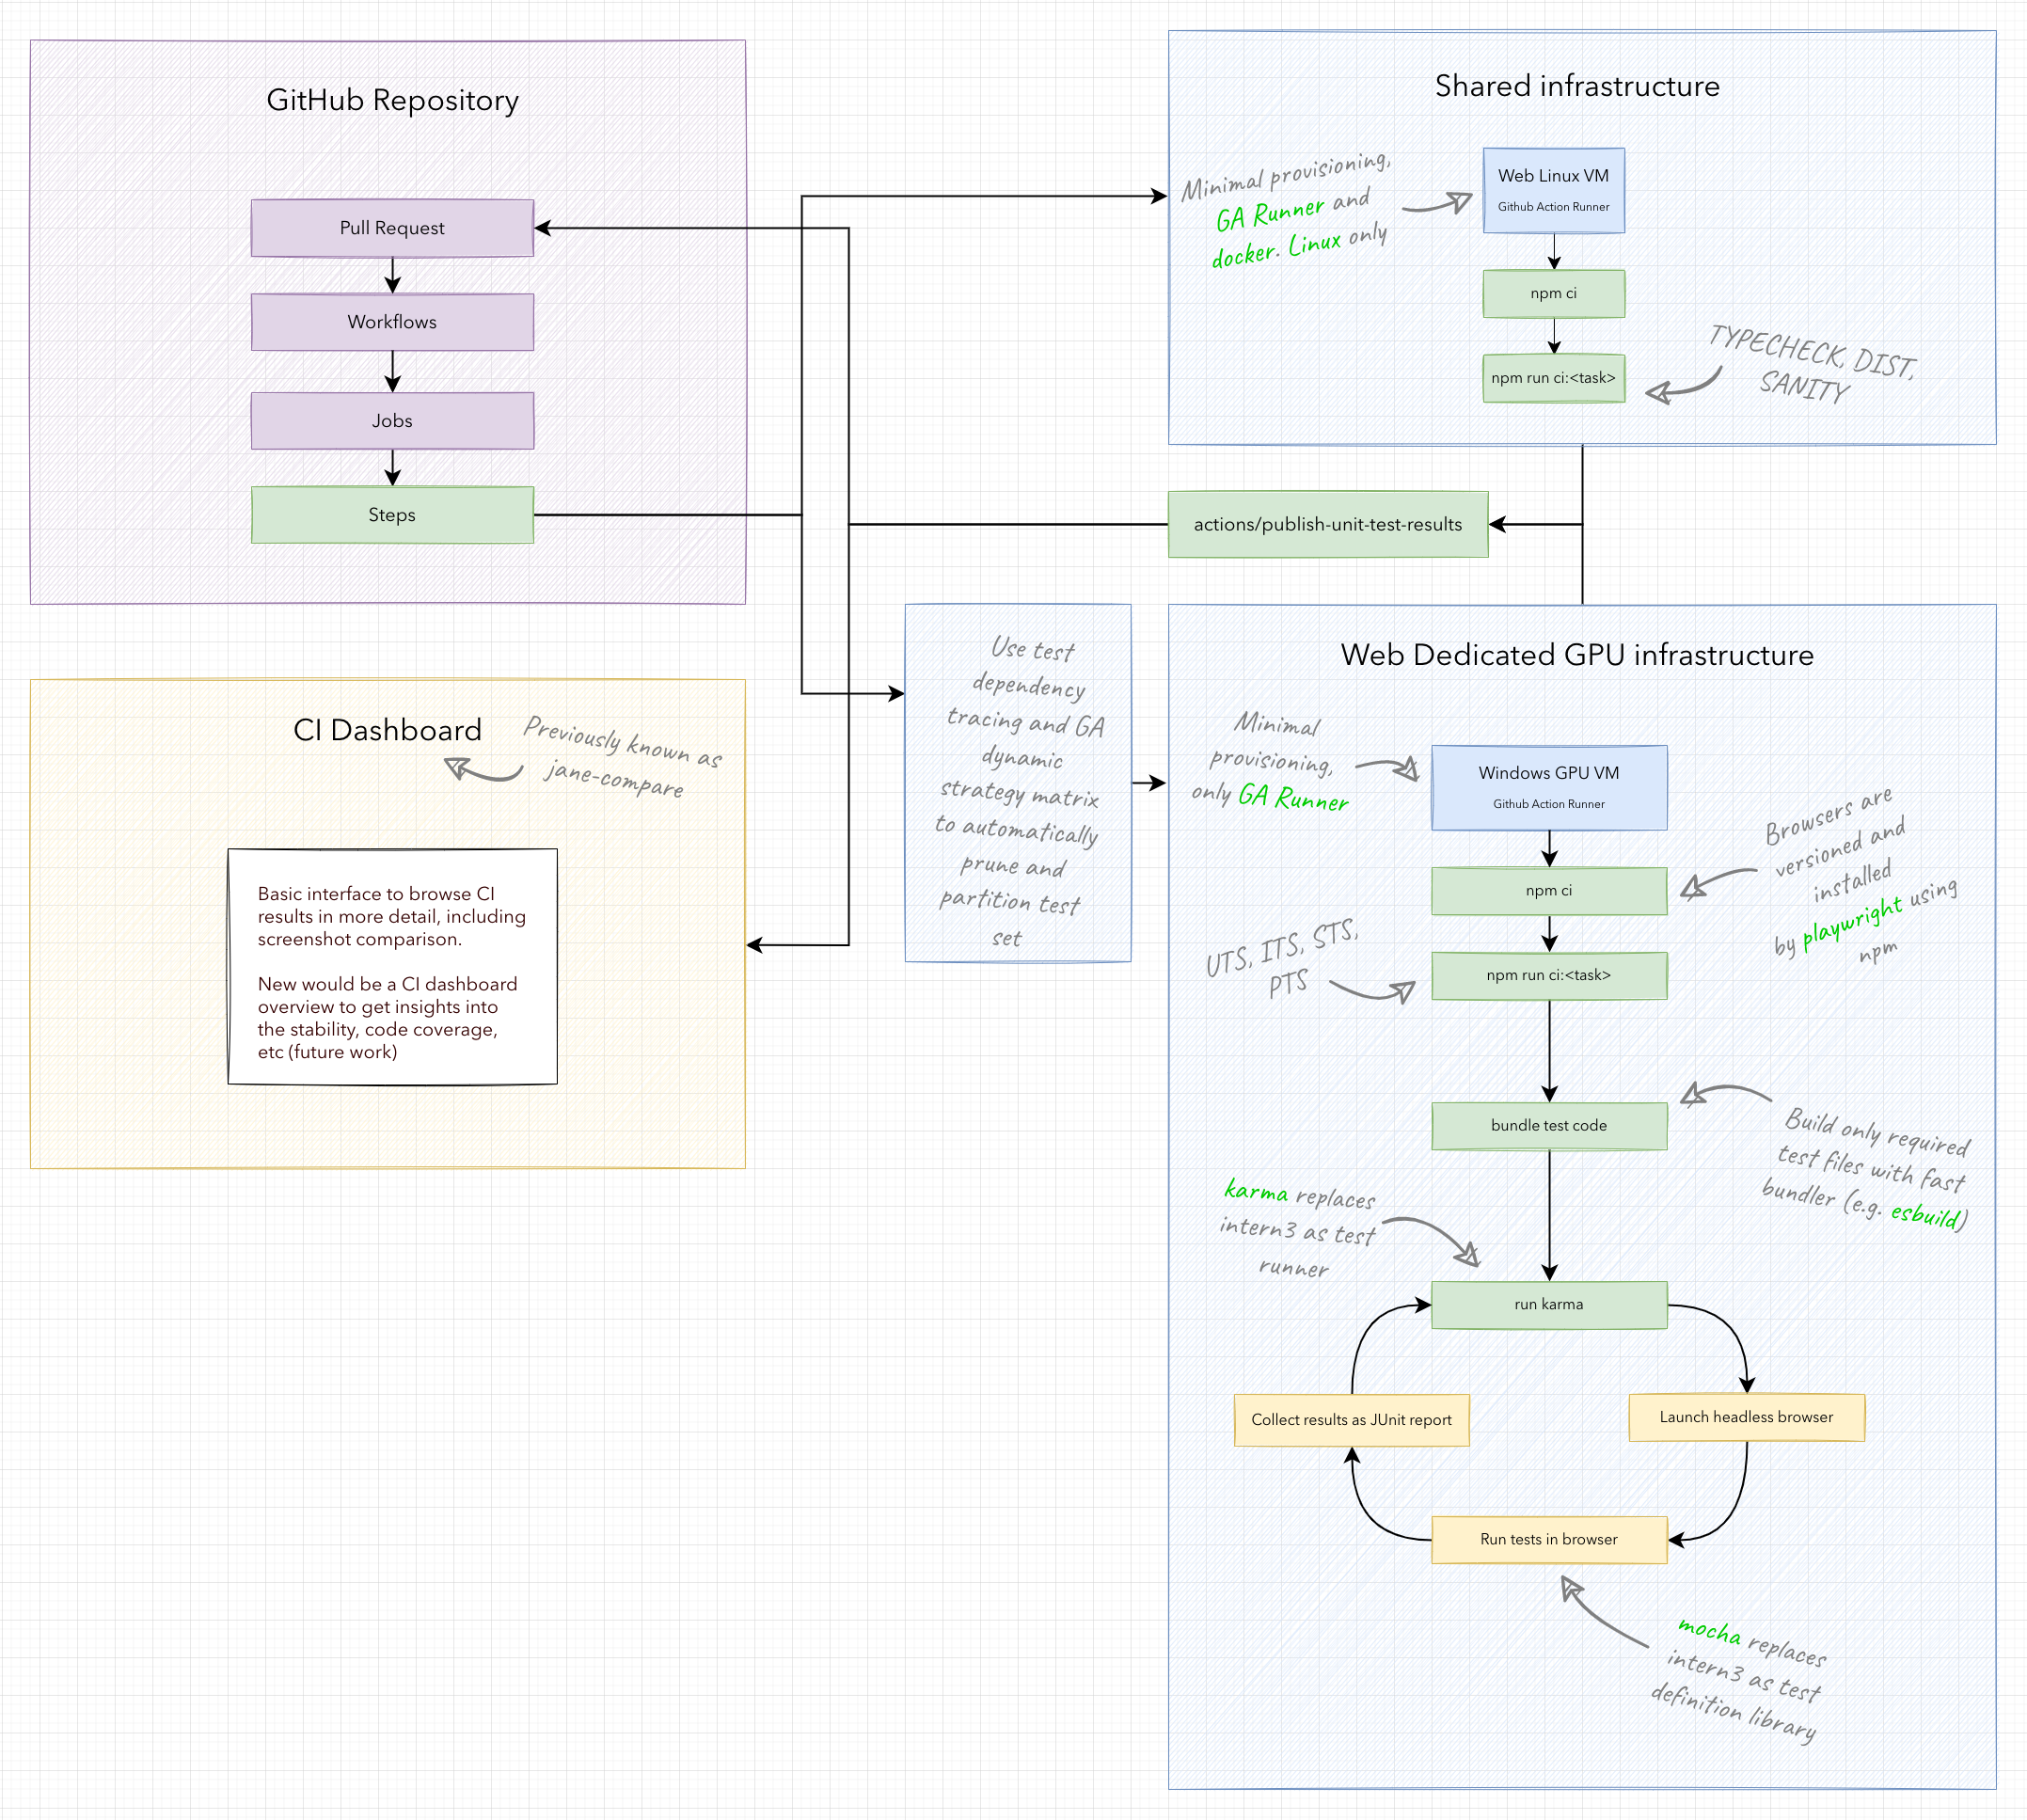 GitHub Repository
Pull Request
Workflows
Jobs
Steps
Shared infrastructure
Minimal provisioning,
GA Runner and
docker. Linux only
Web Linux VM
Github Action Runner
npm ci
npm run ci:<task>
TYPECHECK, DIST,
SANITY
actions/publish-unit-test-results
CI Dashboard
Previously known as
jane-compare
Basic interface to browse CI
results in more detail, including
screenshot comparison.
New would be a CI dashboard
overview to get insights into
the stability, code coverage,
etc (future work)
Use test
dependency
tracing and GA
dynamic
strategy matrix
to automatically
prune and
partition test
set
Web Dedicated GPU infrastructure
Minimal
provisioning,
only GA Runner
Windows GPU VM
Github Action Runner
npm ci
Browsers are
versioned and
installed
by playwright using
npm
UTS, ITS, STS,
PTS
npm run ci:<task>
bundle test code
Build only required
test files with fast
bundler (e.g. esbuild)
karma replaces
intern3 as test
runner
run karma
Collect results as JUnit report
Launch headless browser
Run tests in browser
mocha replaces
intern3 as test
definition library